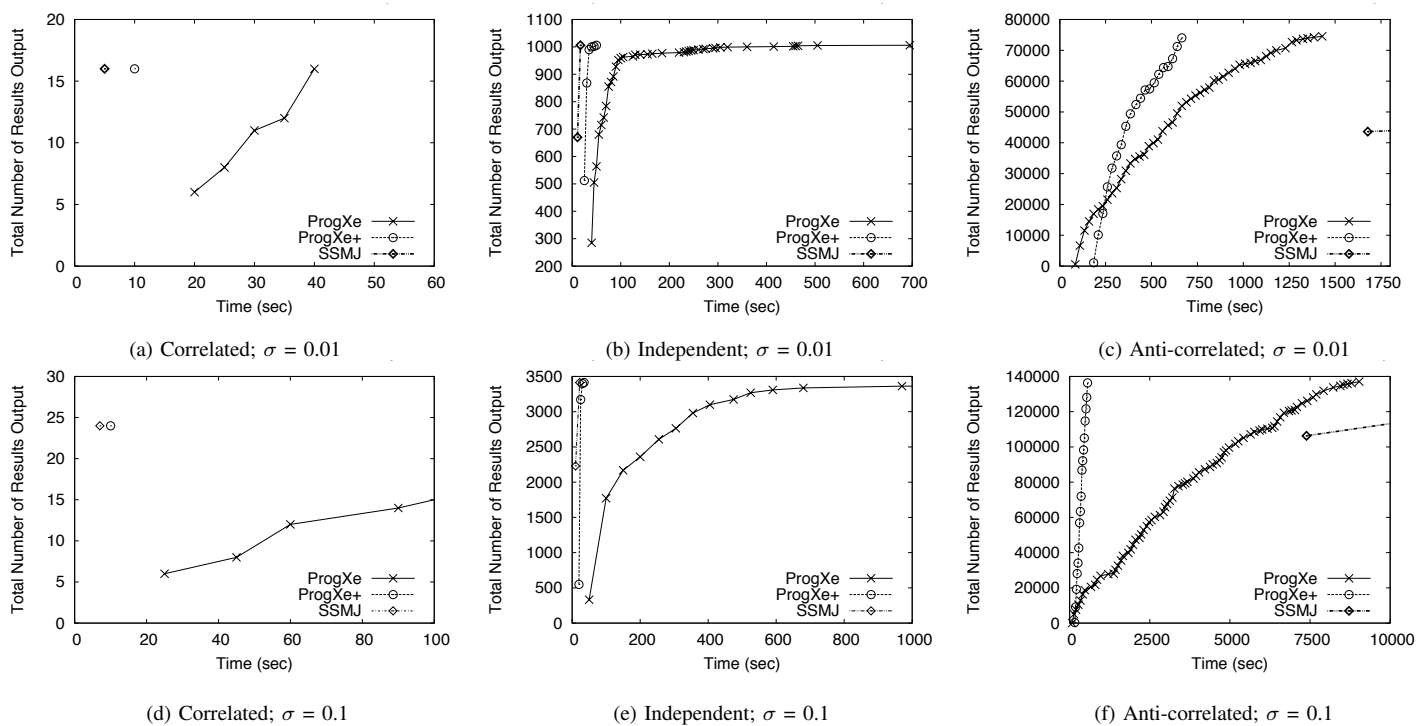 Total Number of Results Output
20
15
10
5
0
0 10 20 30 40 50 60
Time (sec)
ProgXe
ProgXe+
SSMJ
(a) Correlated; σ = 0.01
Total Number of Results Output
1100
1000
900
800
700
600
500
400
300
200
0 100 200 300 400 500 600 700
Time (sec)
ProgXe
ProgXe+
SSMJ
(b) Independent; σ = 0.01
Total Number of Results Output
80000
70000
60000
50000
40000
30000
20000
10000
0
0 250 500 750 1000 1250 1500 1750
Time (sec)
ProgXe
ProgXe+
SSMJ
(c) Anti-correlated; σ = 0.01
Total Number of Results Output
30
25
20
15
10
5
0
0 20 40 60 80 100
Time (sec)
ProgXe
ProgXe+
SSMJ
(d) Correlated; σ = 0.1
Total Number of Results Output
3500
3000
2500
2000
1500
1000
500
0
0 200 400 600 800 1000
Time (sec)
ProgXe
ProgXe+
SSMJ
(e) Independent; σ = 0.1
Total Number of Results Output
140000
120000
100000
80000
60000
40000
20000
0
0 2500 5000 7500 10000
Time (sec)
ProgXe
ProgXe+
SSMJ
(f) Anti-correlated; σ = 0.1